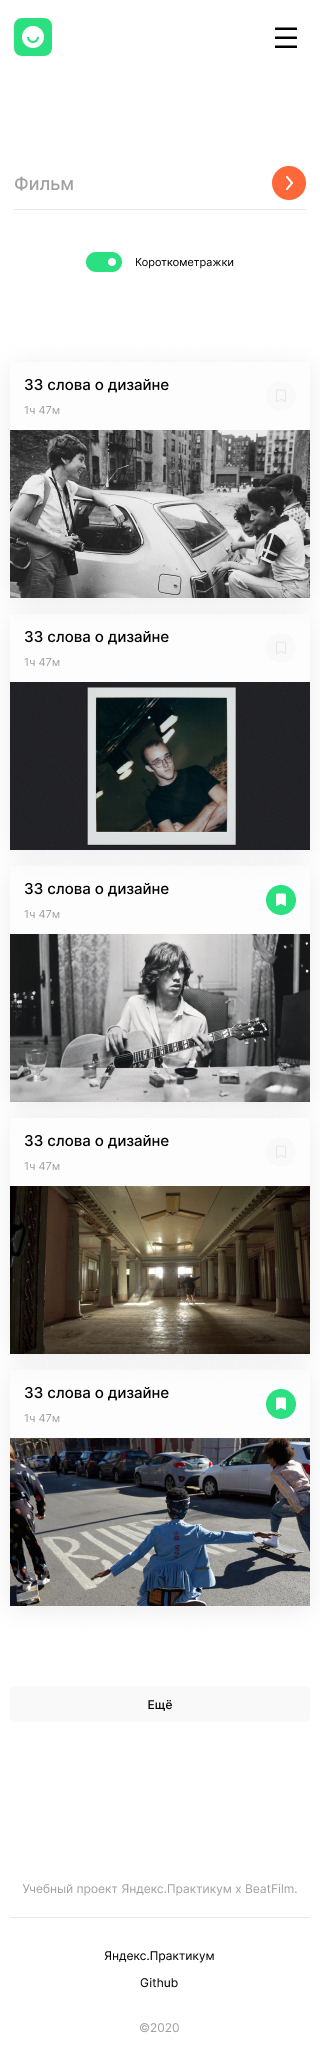 Фильм
Короткометражки
33 слова о дизайне
1ч 47м
33 слова о дизайне
1ч 47м
33 слова о дизайне
1ч 47м
33 слова о дизайне
1ч 47м
33 слова о дизайне
1ч 47м
Ещё
Учебный проект Яндекс.Практикум х BeatFilm.
Яндекс.Практикум
Github
©2020